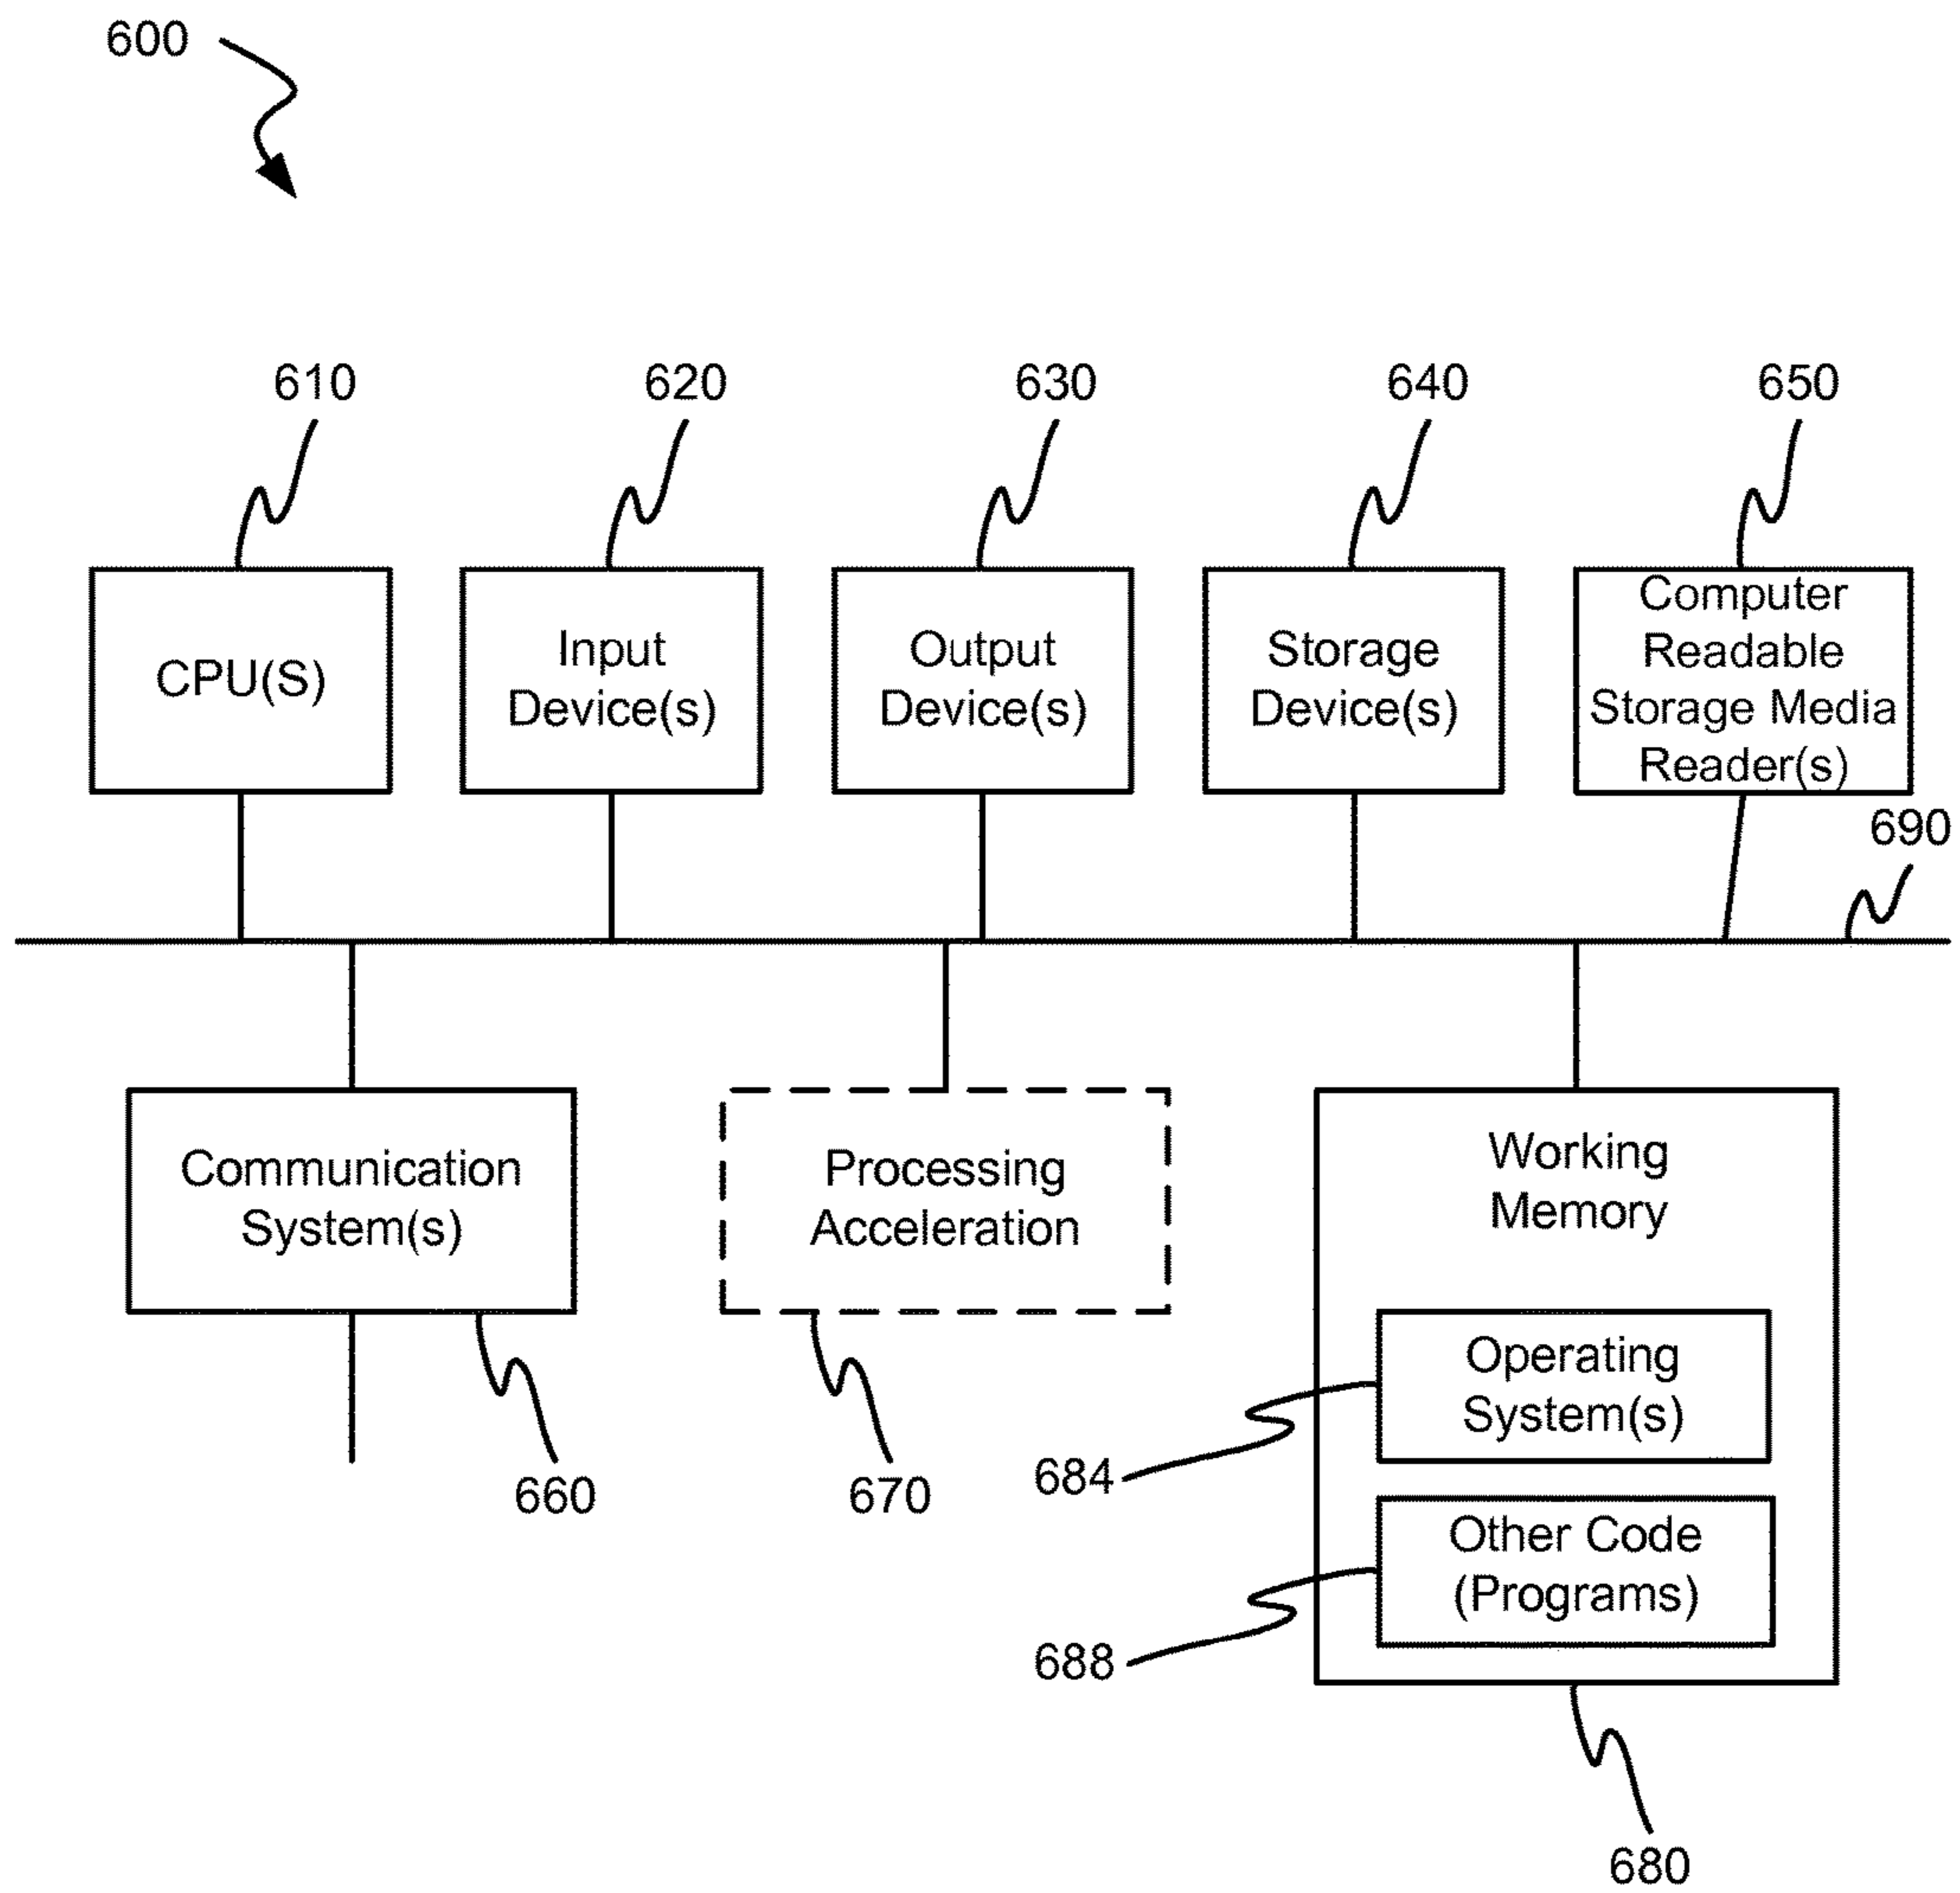 600
610
620
630
640
650
CPU(S)
Input
Device(s)
Output
Device(s)
Storage
Device(s)
Computer
Readable
Storage Media
Reader(s)
690
Communication
System(s)
Processing
Acceleration
Working
Memory
Operating
System(s)
Other Code
(Programs)
660
670
684
688
680